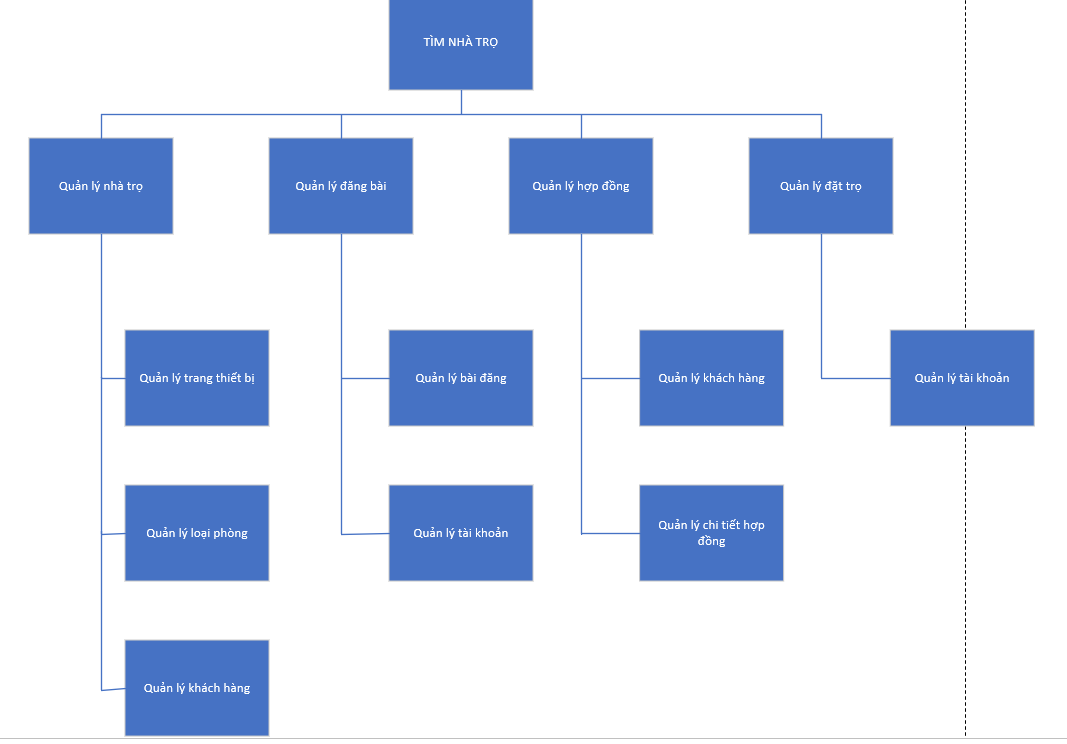 TÌM NHÀ TRỌ
Quản lý nhà trọ
Quản lý đăng bài
Quản lý hợp đồng
Quản lý đặt trọ
Quản lý trang thiết bị
Quản lý bài đăng
Quản lý khách hàng
Quản lý tài khoản
Quản lý loại phòng
Quản lý tài khoản
Quản lý chi tiết hợp
đồng
Quản lý khách hàng